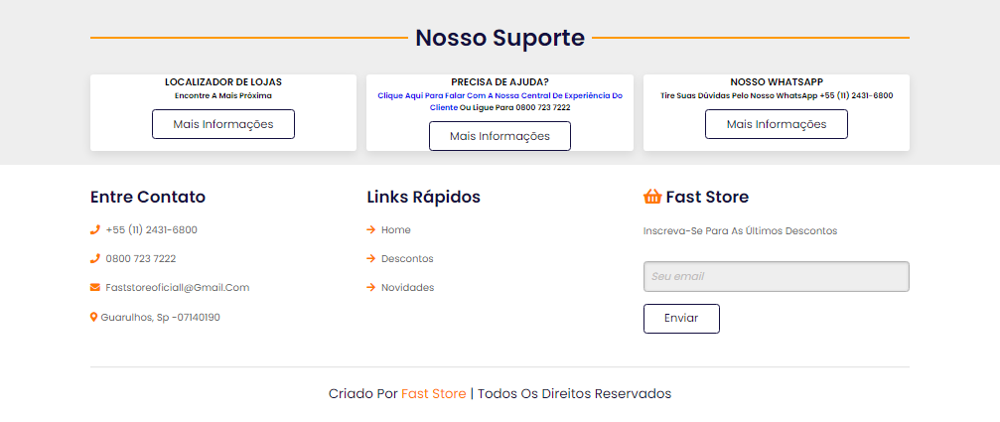 Nosso Suporte
LOCALIZADOR DE LOJAS
Encontre A Mais Próxima
Mais Informações
PRECISA DE AJUDA?
Clique Aqui Para Falar Com A Nossa Central De Experiência Do
Cliente Ou Ligue Para 0800 723 7222
Mais Informações
NOSSO WHATSAPP
Tire Suas Dúvidas Pelo Nosso WhatsApp +55 (11) 2431-6800
Mais Informações
Entre Contato
+55 (11) 2431-6800
0800 723 7222
Faststoreoficiall@Gmail.Com
Guarulhos, Sp -07140190
Links Rápidos
Home
Descontos
Novidades
Fast Store
Inscreva-Se Para As Últimos Descontos
Seu email
Enviar
Criado Por Fast Store | Todos Os Direitos Reservados